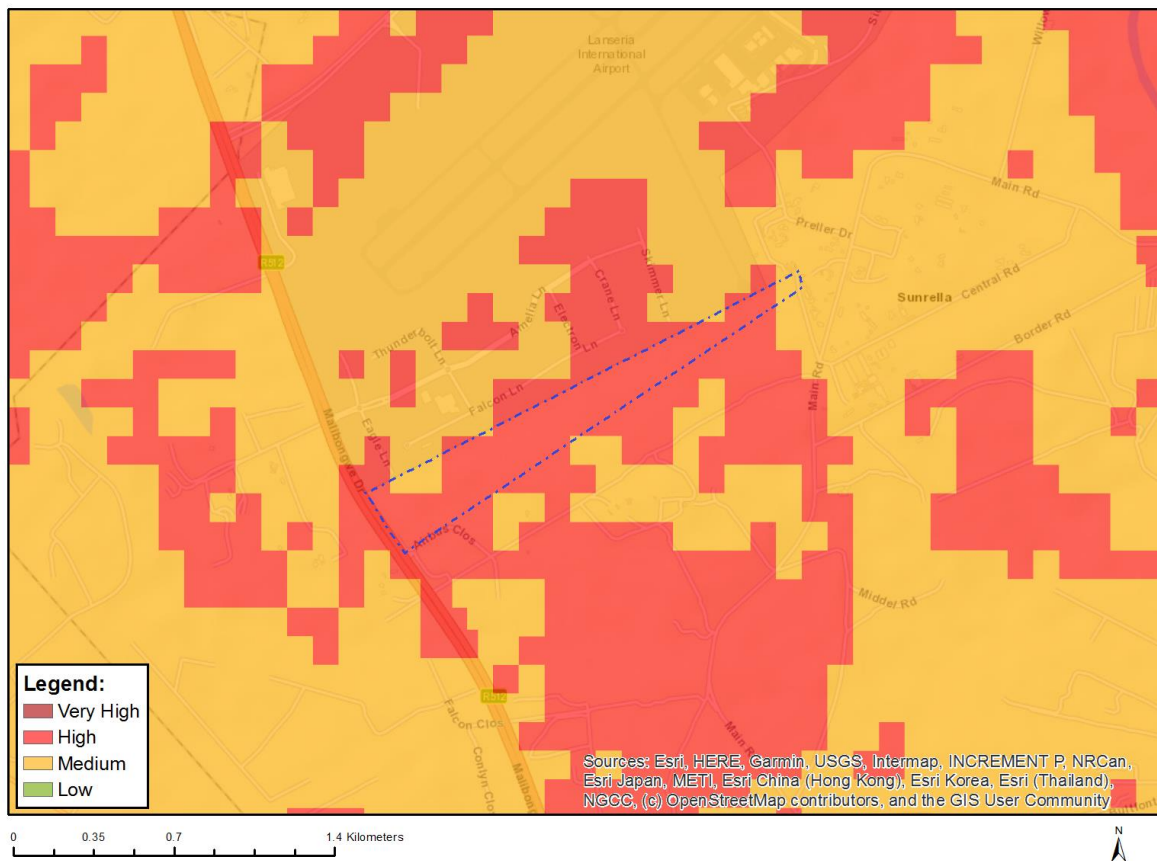 Lanseria
International
Airport
Main Rd
Preller Dr
Sunrella
Central Rd
Border Rd
R512
Skimmer Ln
Crane Ln
Amelia Ln
Electron Ln
Thunderbolt Ln
Falcon Ln
Eagle Ln
Malibongwe Dr
Main Rd
Airbus Clos
Midder Rd
R512
Falcon Clos
Conlyn Clos
Main Rd
Legend:
Very High
High
Medium
Low
Sources: Esri, HERE, Garmin, USGS, Intermap, INCREMENT P, NRCan,
Esri Japan, METI, Esri China (Hong Kong), Esri Korea, Esri (Thailand),
NGCC, (c) OpenStreetMap contributors, and the GIS User Community
0 0.35 0.7 1.4 Kilometers
N